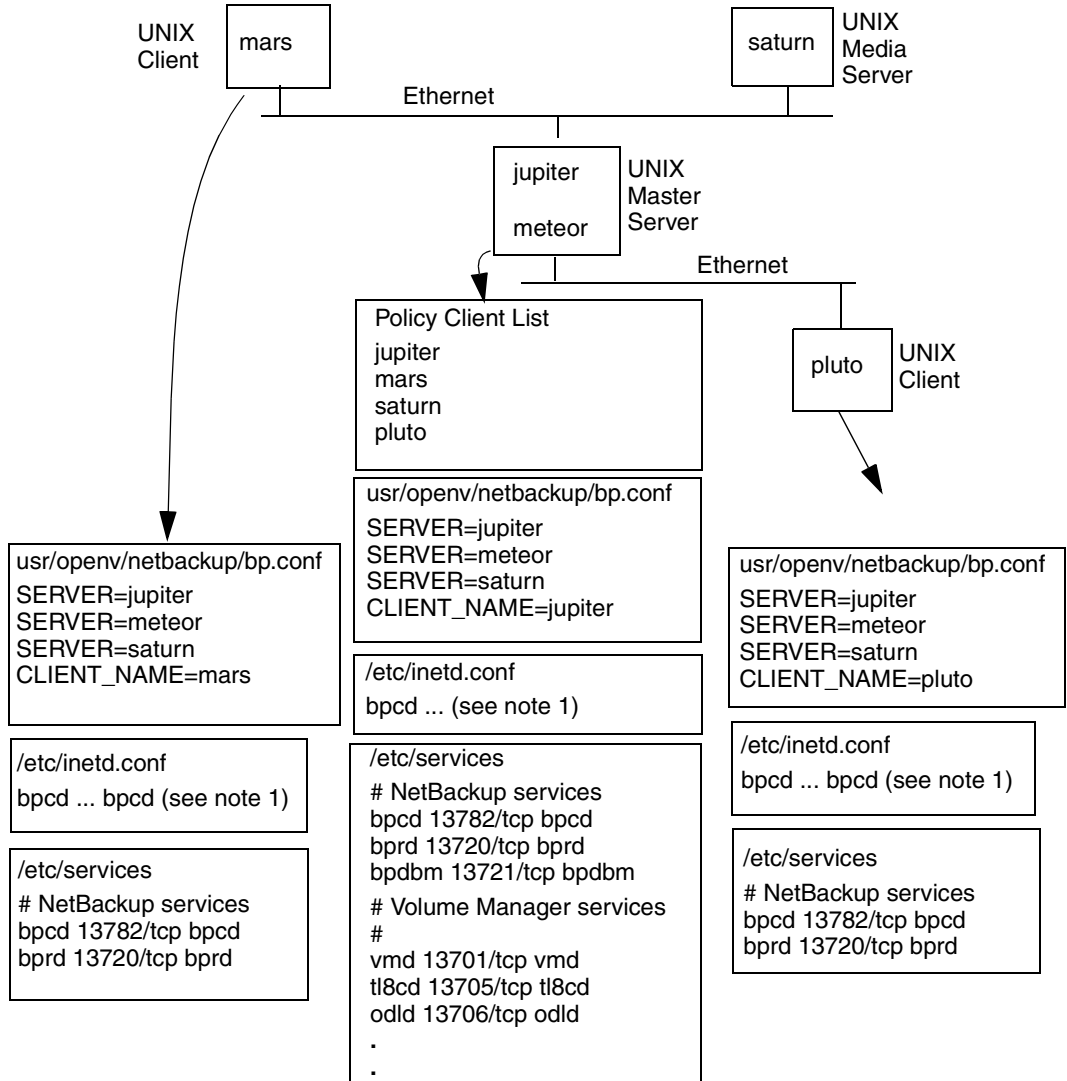 UNIX
Client
mars
saturn
UNIX
Media
Server
Ethernet
jupiter
meteor
UNIX
Master
Server
Ethernet
Policy Client List
jupiter
mars
saturn
pluto
pluto
UNIX
Client
usr/openv/netbackup/bp.conf
SERVER=jupiter
SERVER=meteor
SERVER=saturn
CLIENT_NAME=mars
/etc/inetd.conf
bpcd ... bpcd (see note 1)
/etc/services
# NetBackup services
bpcd 13782/tcp bpcd
bprd 13720/tcp bprd
usr/openv/netbackup/bp.conf
SERVER=jupiter
SERVER=meteor
SERVER=saturn
CLIENT_NAME=jupiter
/etc/inetd.conf
bpcd ... (see note 1)
/etc/services
# NetBackup services
bpcd 13782/tcp bpcd
bprd 13720/tcp bprd
bpdbm 13721/tcp bpdbm
# Volume Manager services
#
vmd 13701/tcp vmd
tl8cd 13705/tcp tl8cd
odld 13706/tcp odld
.
.
usr/openv/netbackup/bp.conf
SERVER=jupiter
SERVER=meteor
SERVER=saturn
CLIENT_NAME=pluto
/etc/inetd.conf
bpcd ... bpcd (see note 1)
/etc/services
# NetBackup services
bpcd 13782/tcp bpcd
bprd 13720/tcp bprd